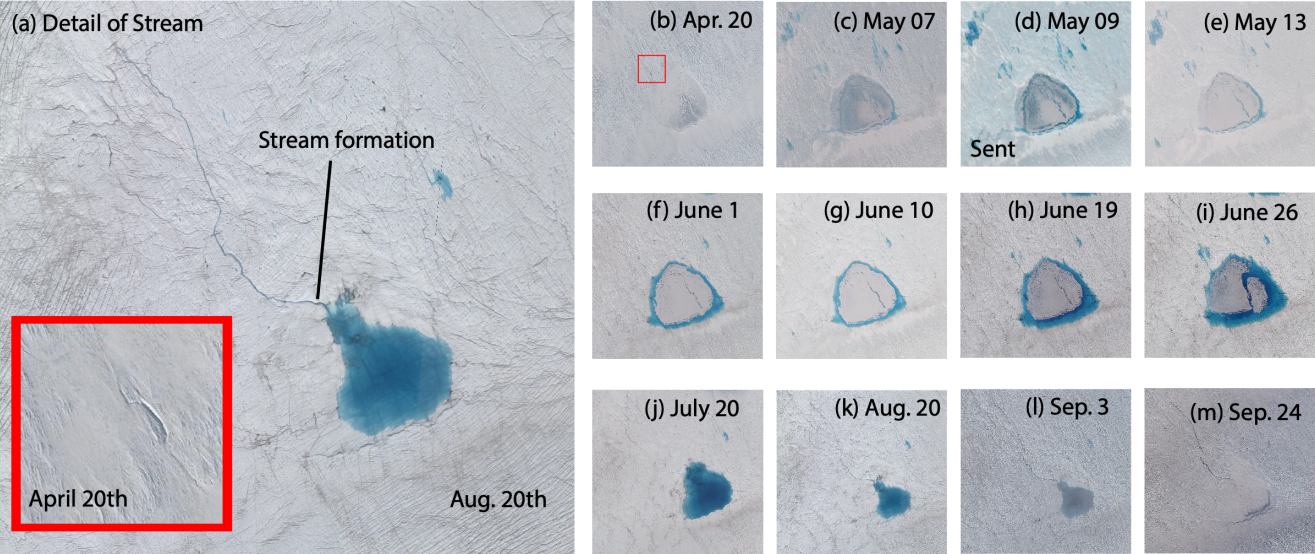 (a) Detail of Stream
Stream formation
April 20th
Aug. 20th
(b) Apr. 20
(c) May 07
(d) May 09
Sent
(e) May 13
(f) June 1
(g) June 10
(h) June 19
(i) June 26
(j) July 20
(k) Aug. 20
(l) Sep. 3
(m) Sep. 24